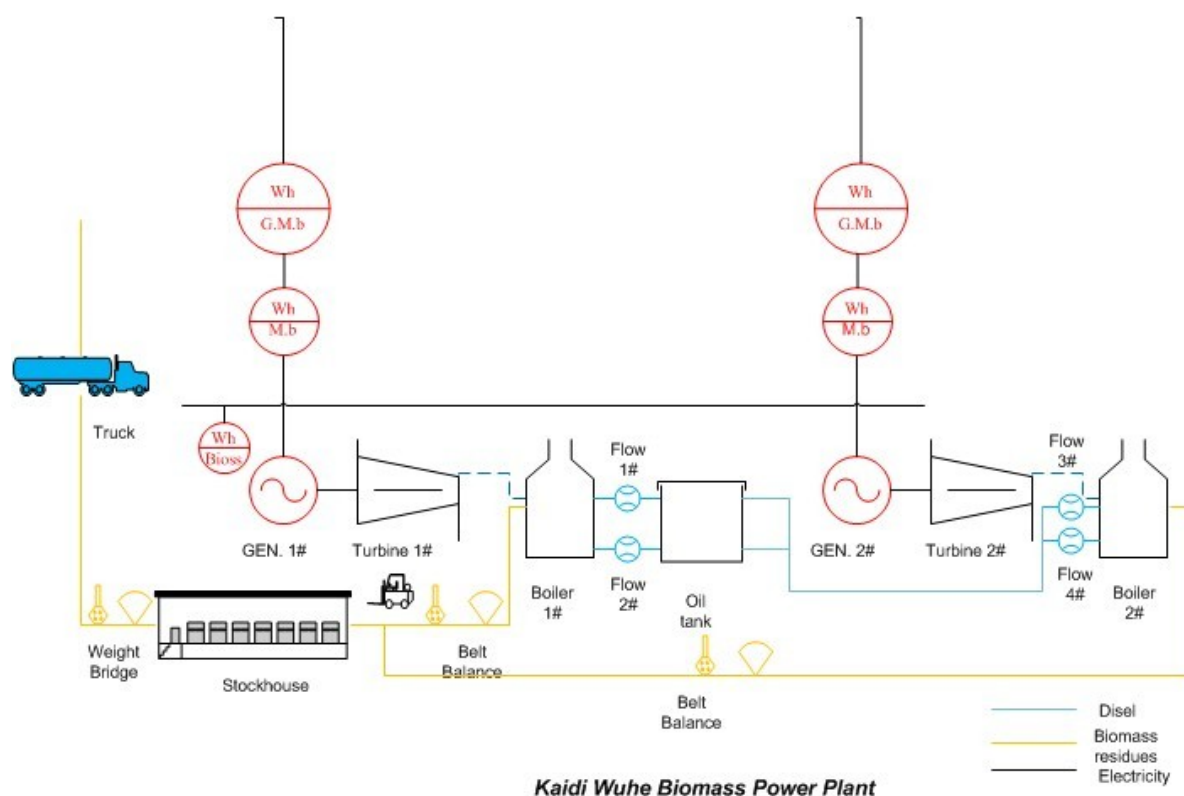 Wh
G.M.b
Wh
G.M.b
Wh
M.b
Wh
M.b
Truck
Wh
Bioss.
Flow
1#
Flow
3#
GEN. 1#
Turbine 1#
GEN. 2#
Turbine 2#
Boiler
1#
Flow
2#
Oil
tank
Flow
4#
Boiler
2#
Weight
Bridge
Stockhouse
Belt
Balance
Belt
Balance
Disel
Biomass
residues
Electricity
Kaidi Wuhe Biomass Power Plant